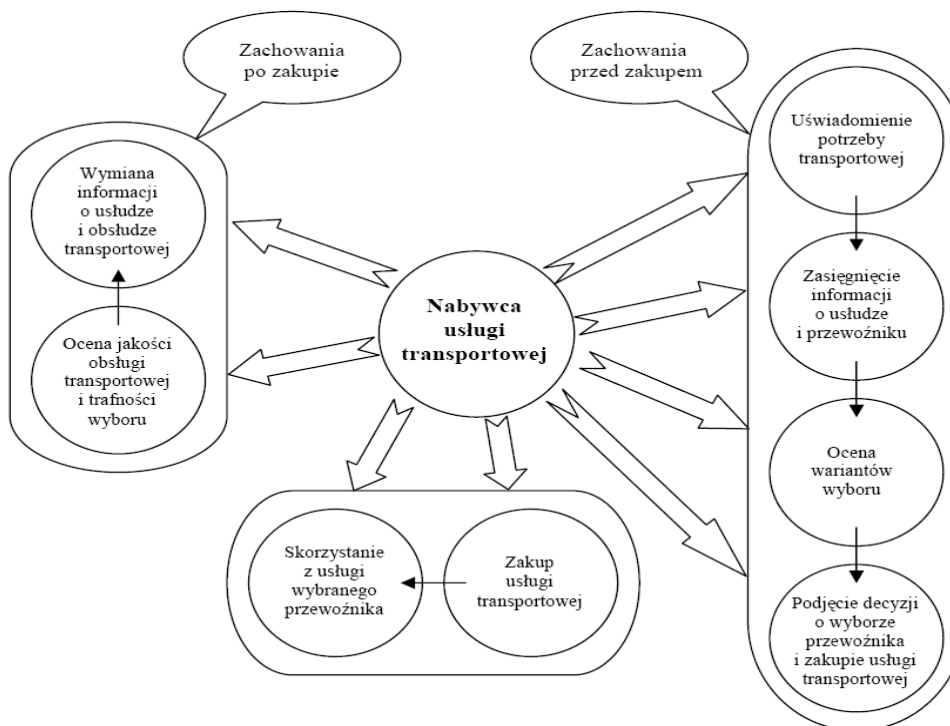 Zachowania
po zakupie
Zachowania
przed zakupem
Wymiana
informacji
o usłudze
i obsłudze
transportowej
Ocena jakości
obsługi
transportowej
i trafności
wyboru
Nabywca
usługi
transportowej
Uświadomienie
potrzeby
transportowej
Zasięgnięcie
informacji
o usłudze
i przewoźniku
Ocena
wariantów
wyboru
Podjęcie decyzji
o wyborze
przewoźnika
i zakupie usługi
transportowej
Skorzystanie
z usługi
wybranego
przewoźnika
Zakup
usługi
transportowej